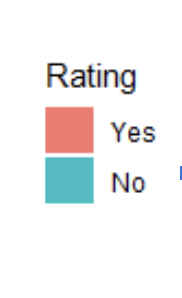 Rating
Yes
No